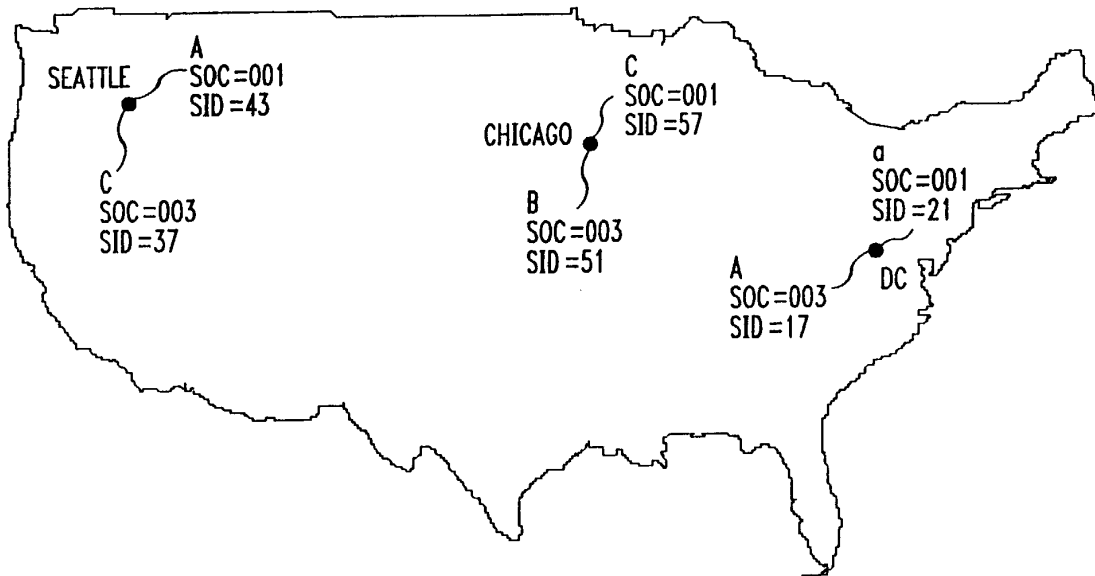 A
SOC=001
SID=43
SEATTLE
C
SOC=003
SID=37
C
SOC=001
SID=57
CHICAGO
B
SOC=003
SID=51
a
SOC=001
SID=21
A
SOC=003
SID=17
DC